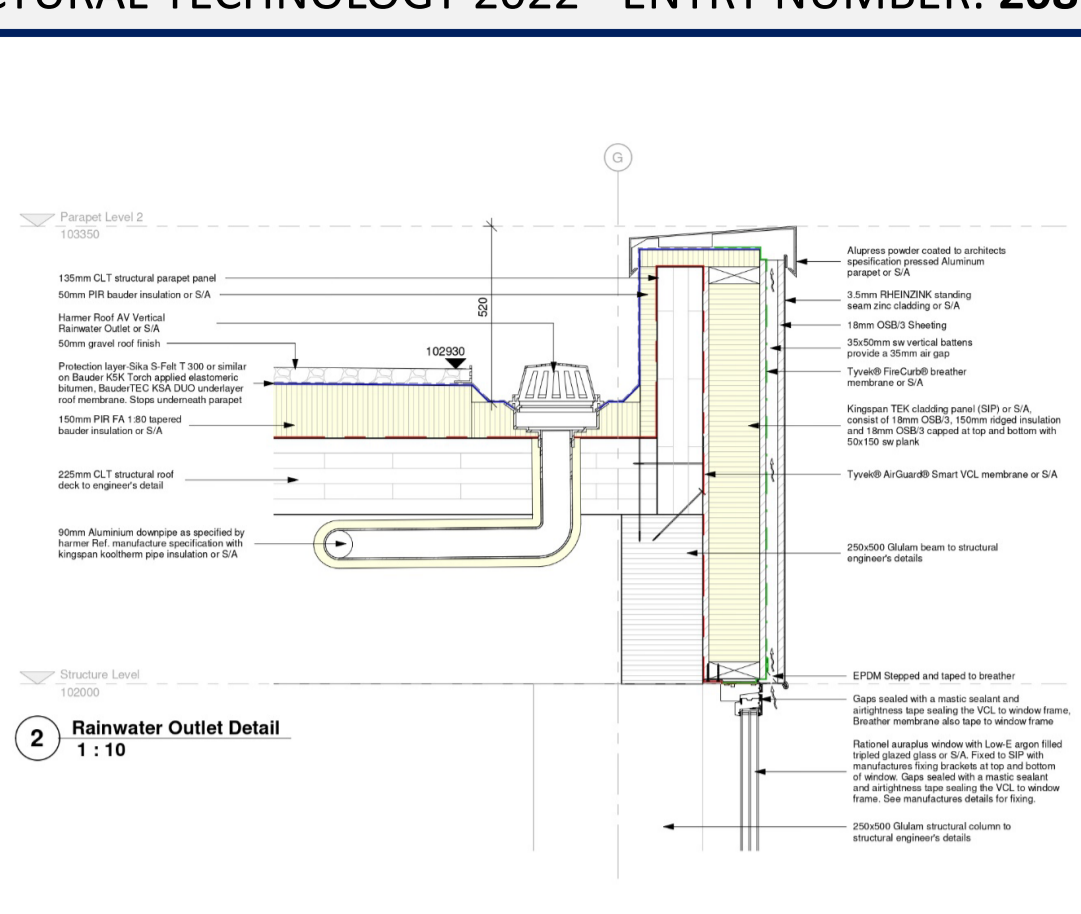 CTURAL TECHNOLOGY 2022 - ENTRY NUMBER: 208
G
Parapet Level 2
103350
135mm CLT structural parapet panel
50mm PIR bauder insulation or S/A
Harmer Roof AV Vertical
Rainwater Outlet or S/A
50mm gravel roof finish
Protection layer-Sika S-Felt T 300 or similar
on Bauder K5K Torch applied elastomeric
bitumen, BauderTEC KSA DUO underlayer
roof membrane. Stops underneath parapet
150mm PIR FA 1:80 tapered
bauder insulation or S/A
225mm CLT structural roof
deck to engineer's detail
90mm Aluminium downpipe as specified by
harmer Ref. manufacture specification with
kingspan kooltherm pipe insulation or S/A
520
102930
Alupress powder coated to architects
spesification pressed Aluminum
parapet or S/A
3.5mm RHEINZINK standing
seam zinc cladding or S/A
18mm OSB/3 Sheeting
35x50mm sw vertical battens
provide a 35mm air gap
Tyvek® FireCurb® breather
membrane or S/A
Kingspan TEK cladding panel (SIP) or S/A,
consist of 18mm OSB/3, 150mm ridged insulation
and 18mm OSB/3 capped at top and bottom with
50x150 sw plank
Tyvek® AirGuard® Smart VCL membrane or S/A
250x500 Glulam beam to structural
engineer's details
EPDM Stepped and taped to breather
Gaps sealed with a mastic sealant and
airtightness tape sealing the VCL to window frame,
Breather membrane also tape to window frame
Rationel auraplus window with Low-E argon filled
tripled glazed glass or S/A. Fixed to SIP with
manufactures fixing brackets at top and bottom
of window. Gaps sealed with a mastic sealant
and airtightness tape sealing the VCL to window
frame. See manufactures details for fixing.
250x500 Glulam structural column to
structural engineer's details
Structure Level
102000
2
Rainwater Outlet Detail
1 : 10